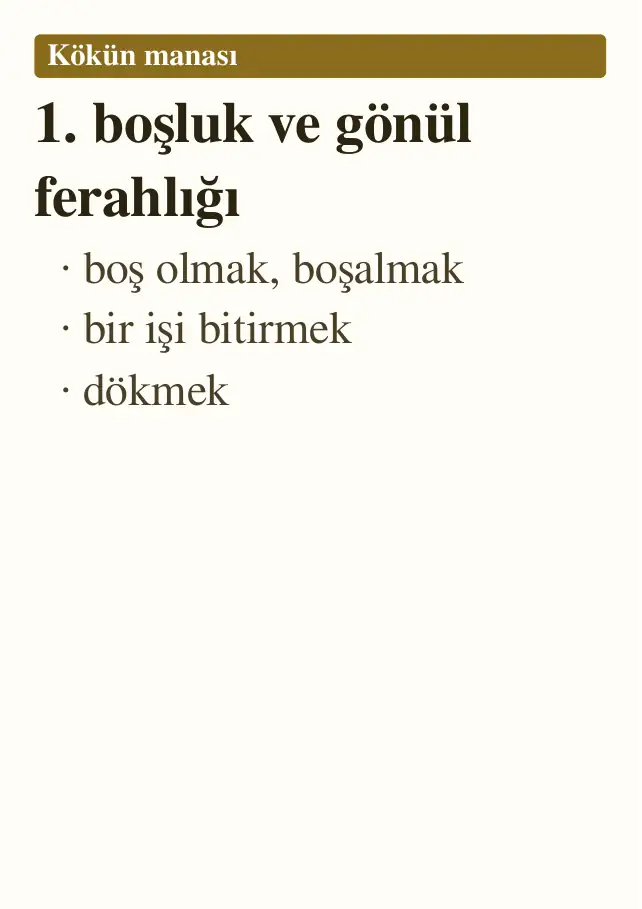 Kökün manası
1. boşluk ve gönül
ferahlığı
· boş olmak, boşalmak
· bir işi bitirmek
· dökmek